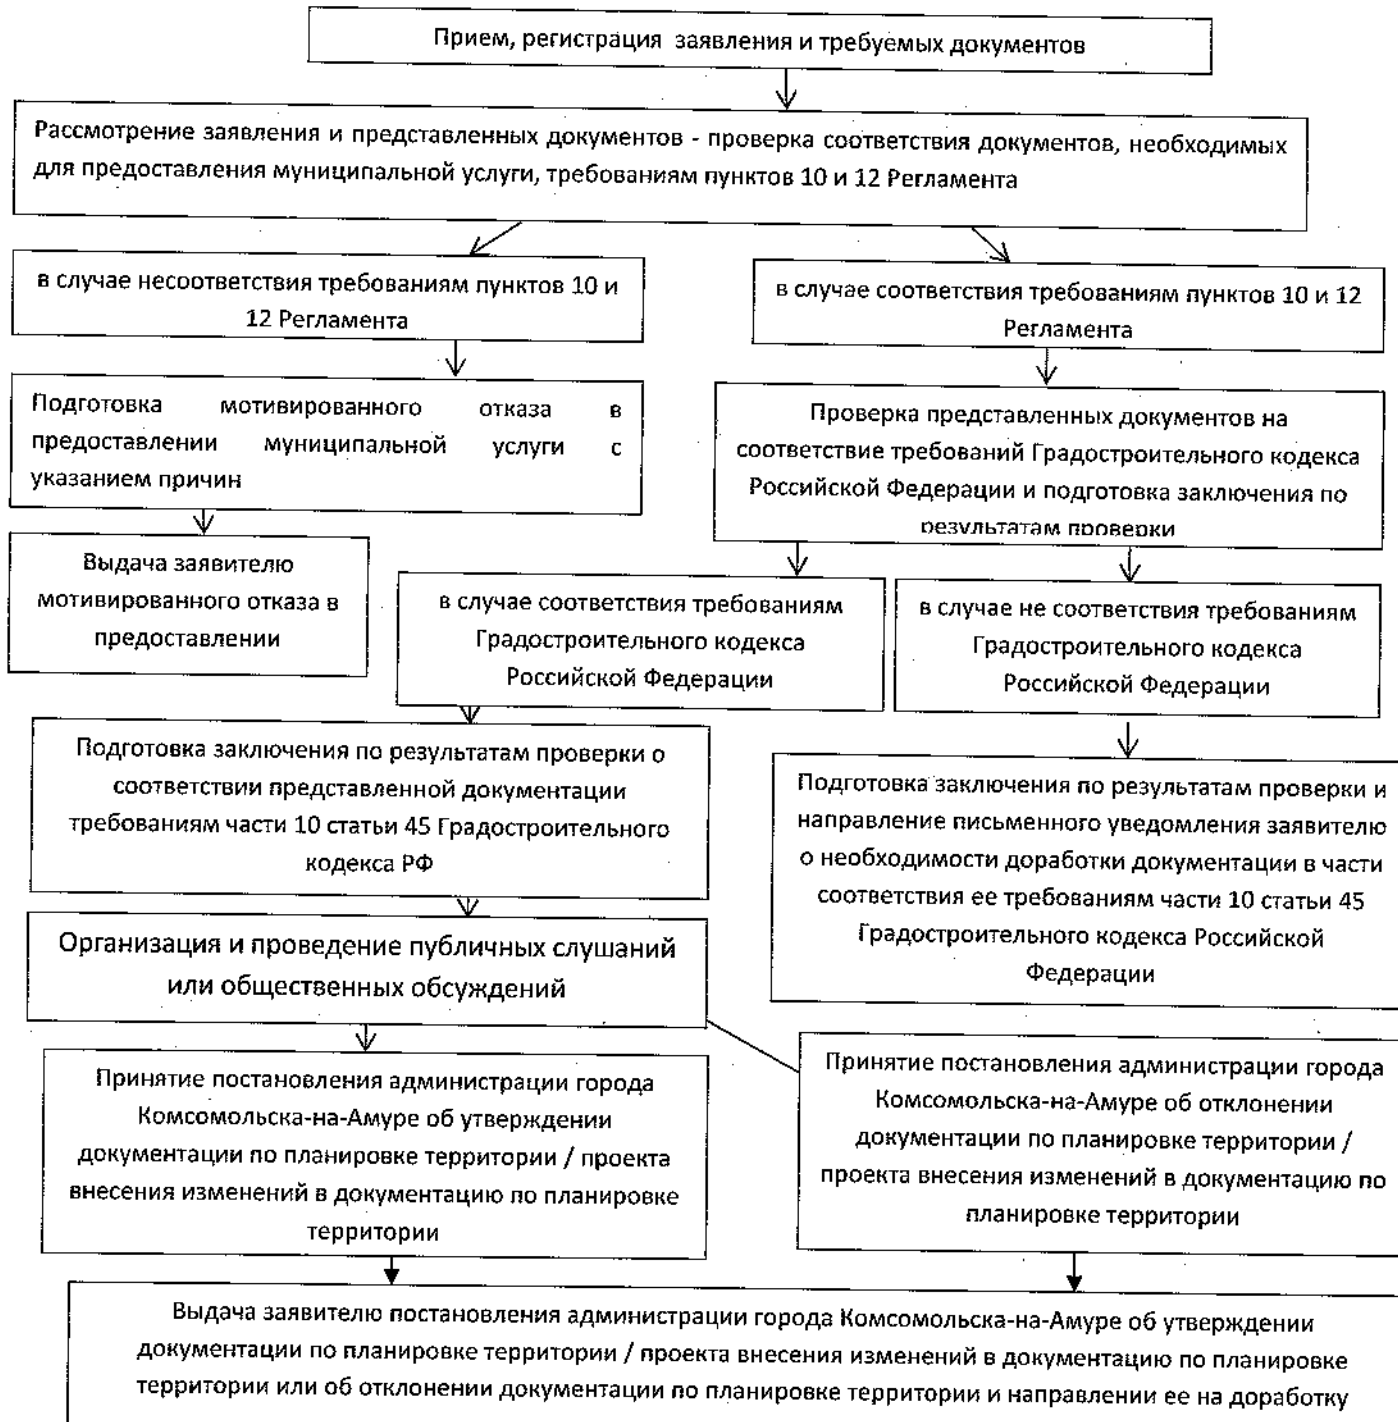 Прием, регистрация заявления и требуемых документов
Рассмотрение заявления и представленных документов - проверка соответствия документов, необходимых
для предоставления муниципальной услуги, требованиям пунктов 10 и 12 Регламента
в случае несоответствия требованиям пунктов 10 и
12 Регламента
в случае соответствия требованиям пунктов 10 и 12
Регламента
Подготовка мотивированного отказа в
предоставлении муниципальной услуги с
указанием причин
Проверка представленных документов на
соответствие требований Градостроительного кодекса
Российской Федерации и подготовка заключения по
результатам проверки
Выдача заявителю
мотивированного отказа в
предоставлении
в случае соответствия требованиям
Градостроительного кодекса
Российской Федерации
в случае не соответствия требованиям
Градостроительного кодекса
Российской Федерации
Подготовка заключения по результатам проверки о
соответствии представленной документации
требованиям части 10 статьи 45 Градостроительного
кодекса РФ
Подготовка заключения по результатам проверки и
направление письменного уведомления заявителю
о необходимости доработки документации в части
соответствия ее требованиям части 10 статьи 45
Градостроительного кодекса Российской
Федерации
Организация и проведение публичных слушаний
или общественных обсуждений
Принятие постановления администрации города
Комсомольска-на-Амуре об утверждении
документации по планировке территории / проекта
внесения изменений в документацию по планировке
территории
Принятие постановления администрации города
Комсомольска-на-Амуре об отклонении
документации по планировке территории /
проекта внесения изменений в документацию по
планировке территории
Выдача заявителю постановления администрации города Комсомольска-на-Амуре об утверждении
документации по планировке территории / проекта внесения изменений в документацию по планировке
территории или об отклонении документации по планировке территории и направлении ее на доработку